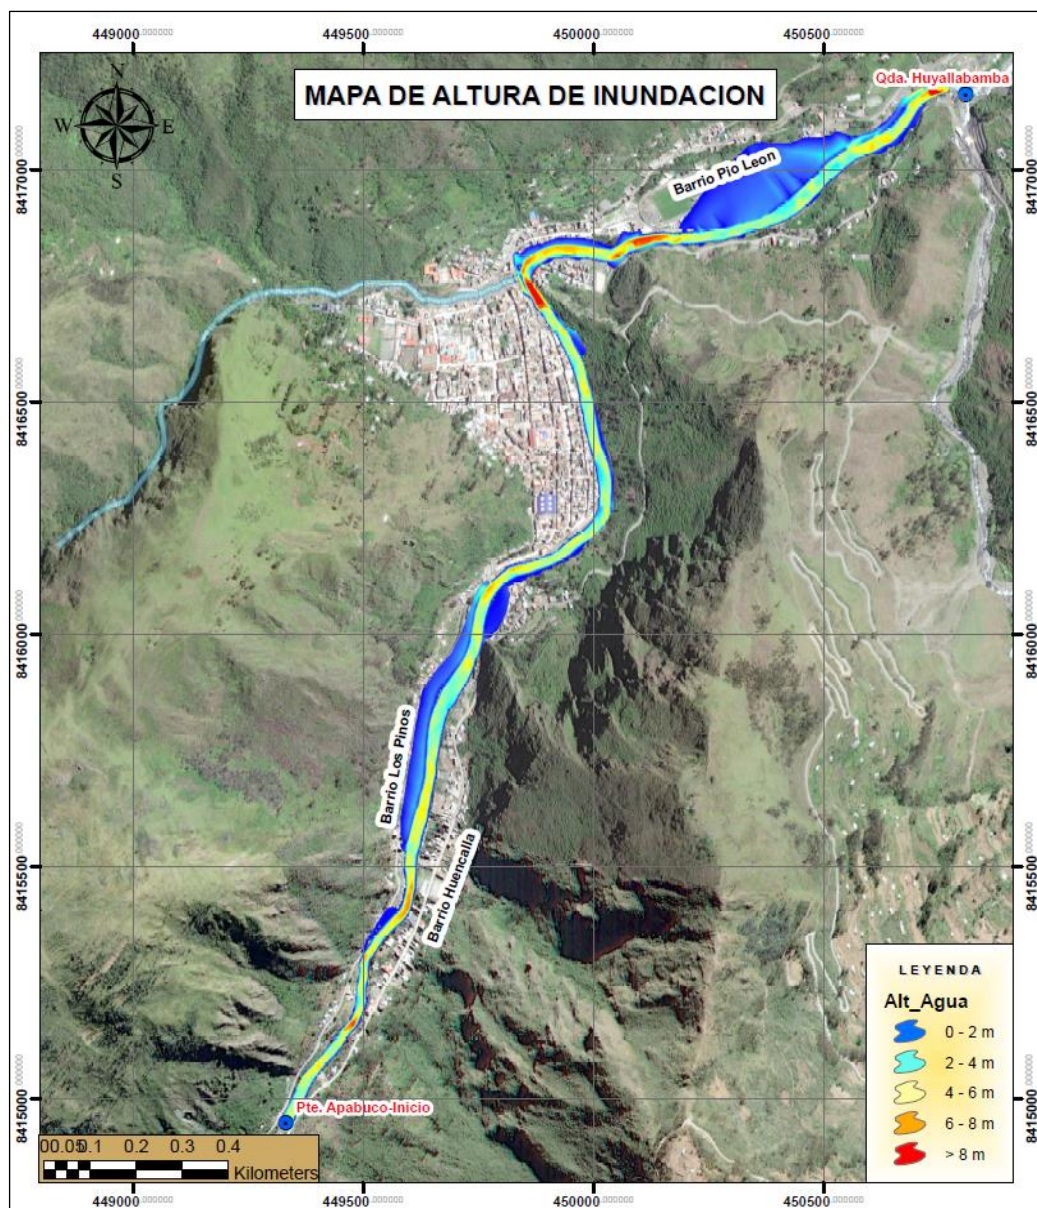 449000.000000 449500.000000 450000.000000 450500.000000
MAPA DE ALTURA DE INUNDACION
Qda. Huyallabamba
N
W E
S
8417000.000000
8417000.000000
Barrio Pio Leon
8416500.000000
8416500.000000
8416000.000000
8416000.000000
Barrio Los Pinos
Barrio Huencalla
8415500.000000
8415500.000000
LEYENDA
Alt_Agua
0 - 2 m
2 - 4 m
4 - 6 m
6 - 8 m
> 8 m
Pte. Apabuco-Inicio
8415000.000000
8415000.000000
00.050.1 0.2 0.3 0.4
Kilometers
449000.000000 449500.000000 450000.000000 450500.000000